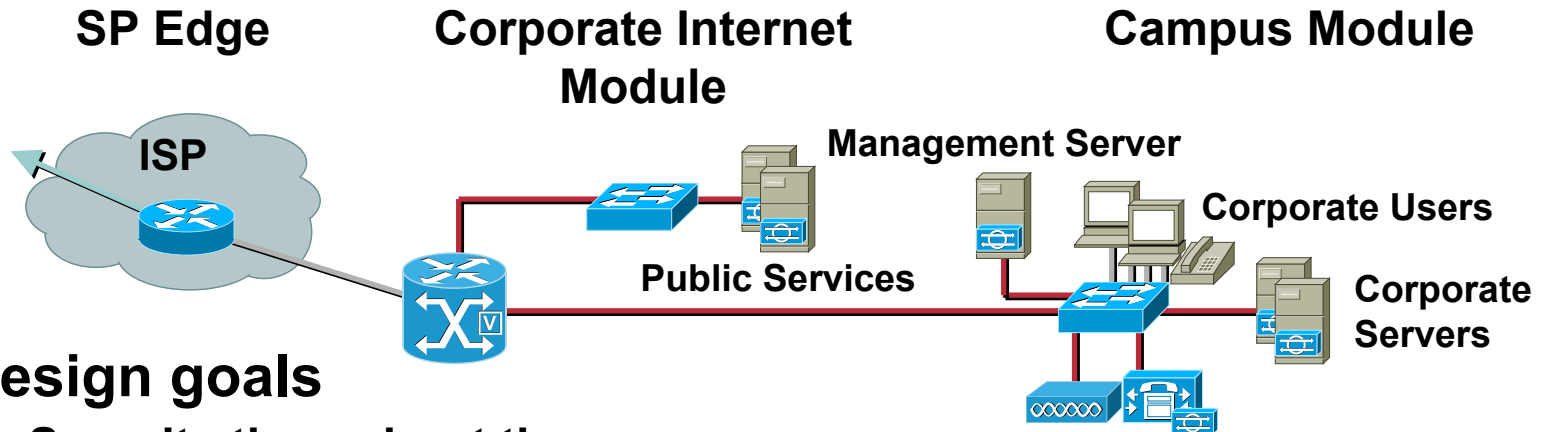 SP Edge
Corporate Internet
Module
Campus Module
ISP
Management Server
Corporate Users
Public Services
V
Corporate
Servers
esign goals